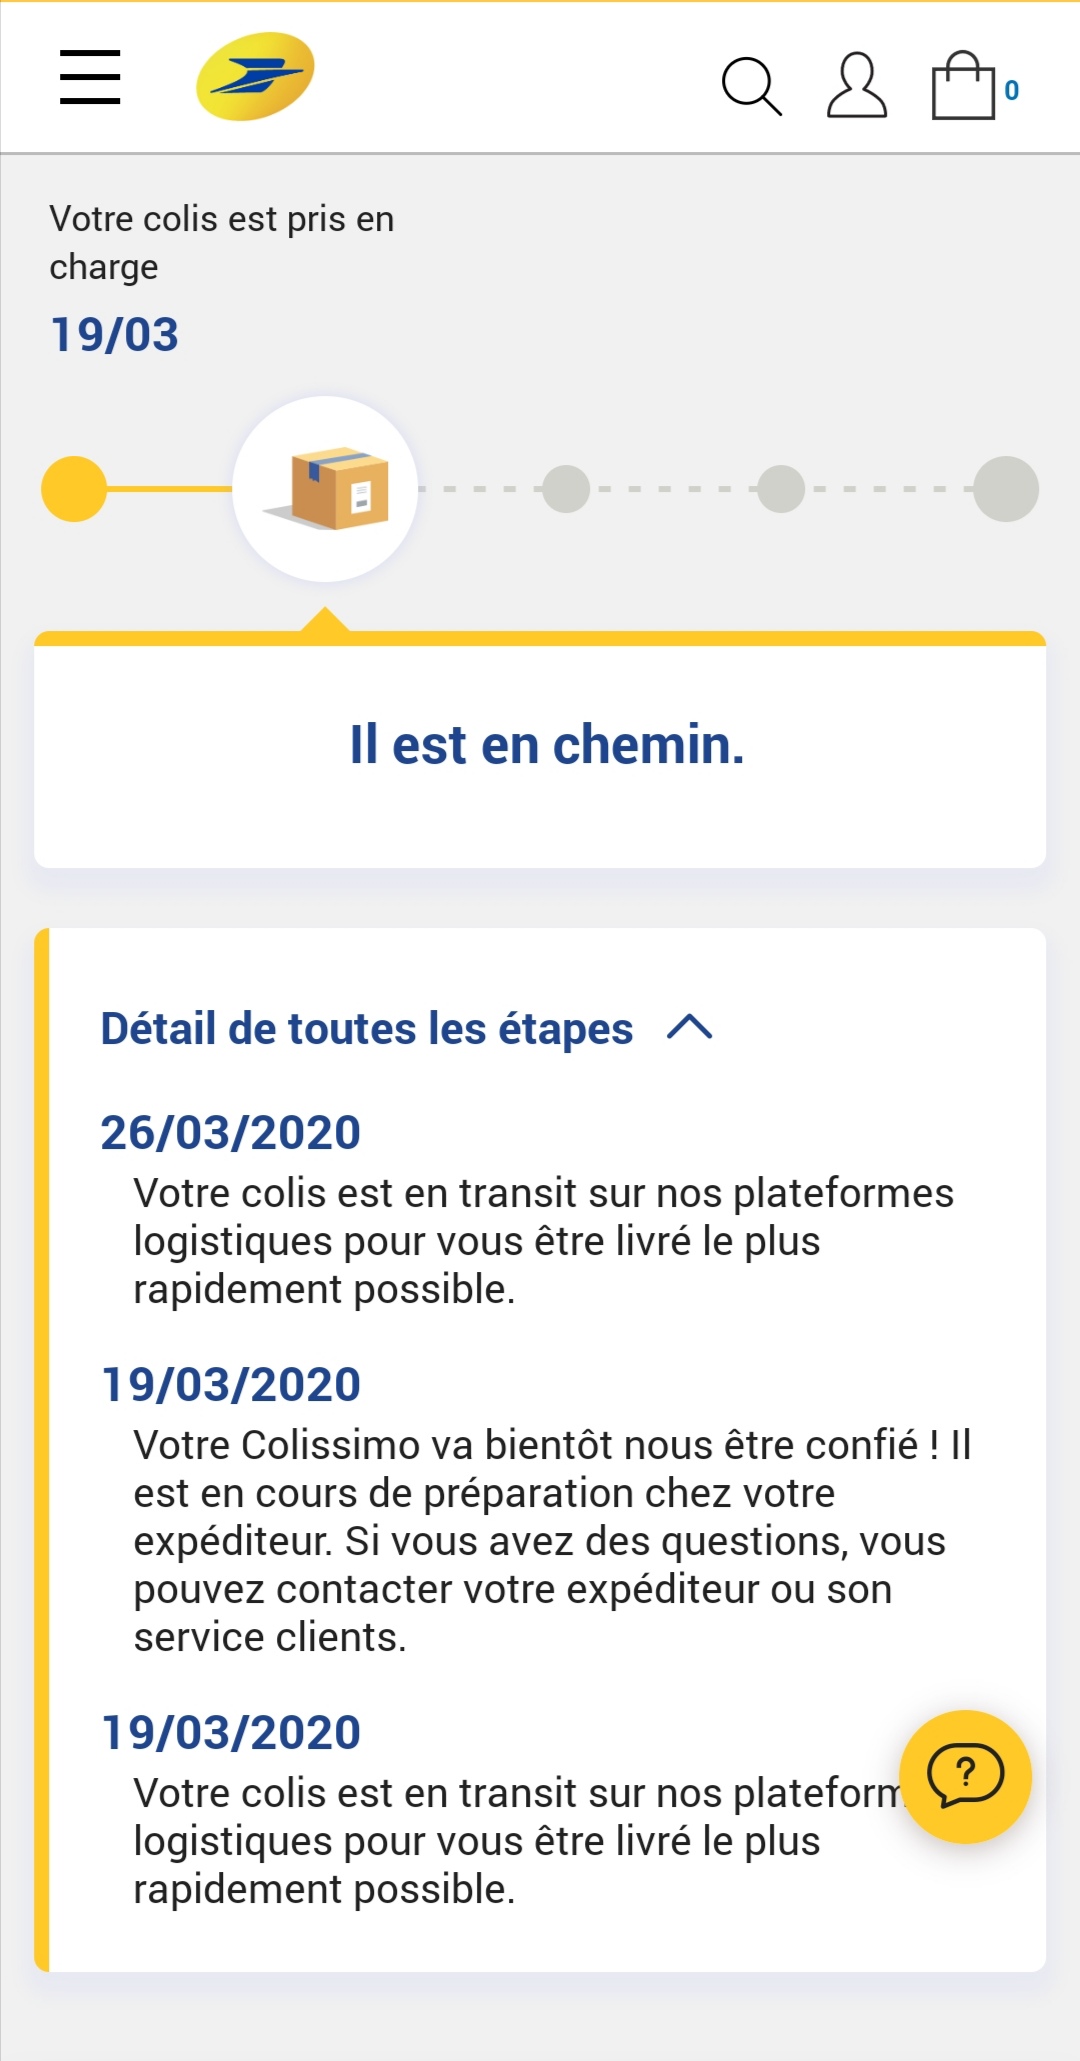 0
Votre colis est pris en
charge
19/03
Il est en chemin.
Détail de toutes les étapes
26/03/2020
Votre colis est en transit sur nos plateformes
logistiques pour vous être livré le plus
rapidement possible.
19/03/2020
Votre Colissimo va bientôt nous être confié ! Il
est en cours de préparation chez votre
expéditeur. Si vous avez des questions, vous
pouvez contacter votre expéditeur ou son
service clients.
19/03/2020
Votre colis est en transit sur nos plateform
?
logistiques pour vous être livré le plus
rapidement possible.